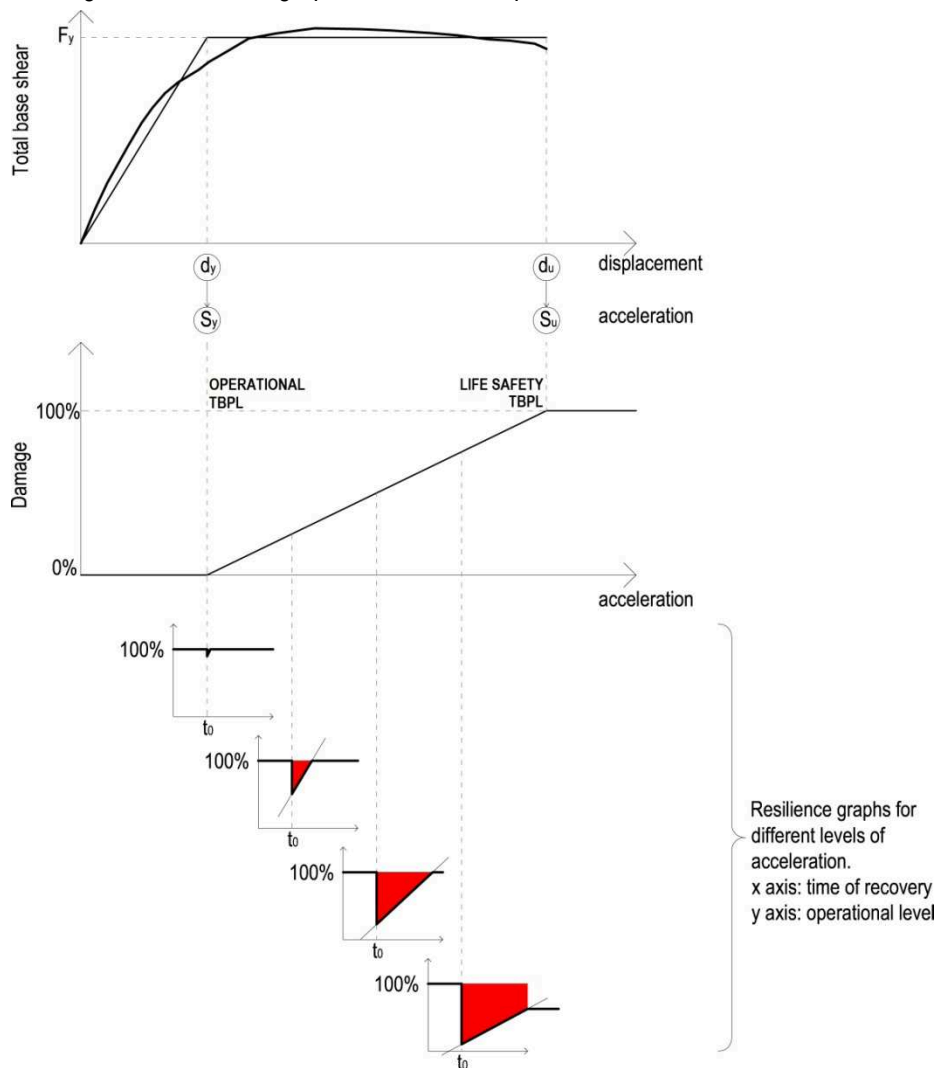 Fy
Total base shear
dy
du
displacement
Sy
Su
acceleration
OPERATIONAL
TBPL
LIFE SAFETY
TBPL
100%
Damage
0%
acceleration
100%
t0
100%
t0
100%
t0
100%
t0
Resilience graphs for
different levels of
acceleration.
x axis: time of recovery
y axis: operational level